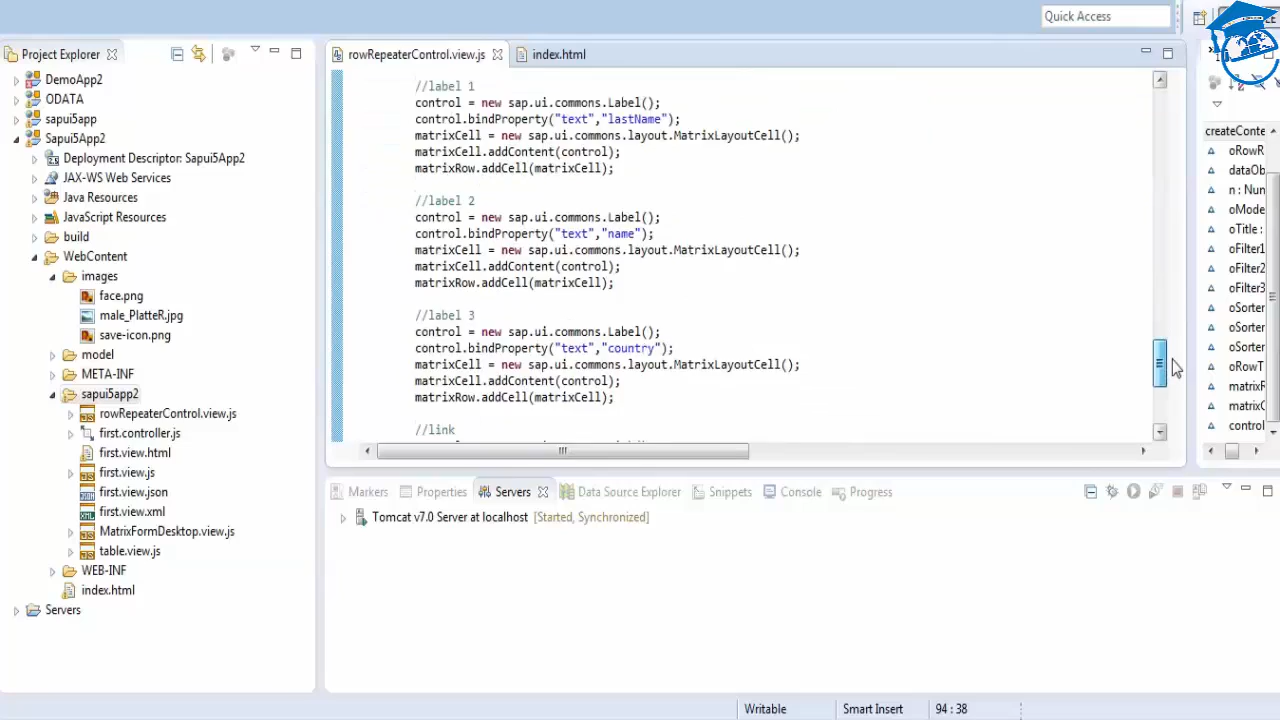 Quick Access
Project Explorer
DemoApp2
ODATA
sapui5app
Sapui5App2
Deployment Descriptor: Sapui5App2
JAX-WS Web Services
Java Resources
JavaScript Resources
build
WebContent
images
face.png
male_PlatteR.jpg
save-icon.png
model
META-INF
sapui5app2
rowRepeaterControl.view.js
first.controller.js
first.view.html
first.view.js
first.view.json
first.view.xml
MatrixFormDesktop.view.js
table.view.js
WEB-INF
index.html
Servers
rowRepeaterControl.view.js
index.html
//label 1
control = new sap.ui.commons.Label();
control.bindProperty("text","lastName");
matrixCell = new sap.ui.commons.layout.MatrixLayoutCell();
matrixCell.addContent(control);
matrixRow.addCell(matrixCell);
//label 2
control = new sap.ui.commons.Label();
control.bindProperty("text","name");
matrixCell = new sap.ui.commons.layout.MatrixLayoutCell();
matrixCell.addContent(control);
matrixRow.addCell(matrixCell);
//label 3
control = new sap.ui.commons.Label();
control.bindProperty("text","country");
matrixCell = new sap.ui.commons.layout.MatrixLayoutCell();
matrixCell.addContent(control);
matrixRow.addCell(matrixCell);
//link
createConte
oRowR
dataOb
n : Nun
oMode
oTitle :
oFilter1
oFilter2
oFilter3
oSorter
oSorter
oSorter
oRowT
matrixR
matrixC
control
Markers
Properties
Servers
Data Source Explorer
Snippets
Console
Progress
Tomcat v7.0 Server at localhost [Started, Synchronized]
Writable
Smart Insert
94 : 38